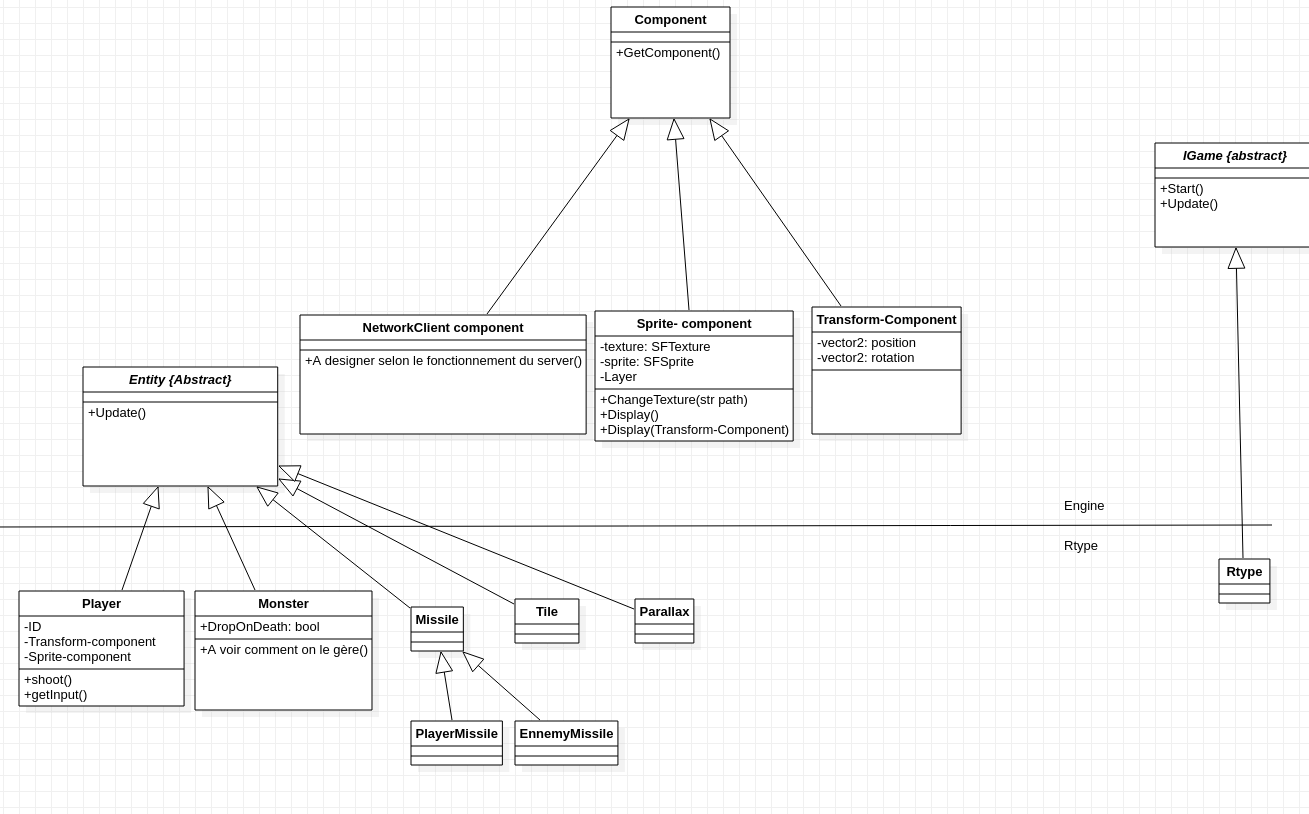 Component
+GetComponent()
IGame {abstract}
+Start()
+Update()
NetworkClient component
+A designer selon le fonctionnement du server()
Sprite- component
-texture: SFTexture
-sprite: SFSprite
-Layer
+ChangeTexture(str path)
+Display()
+Display(Transform-Component)
Transform-Component
-vector2: position
-vector2: rotation
Entity {Abstract}
+Update()
Engine
Rtype
Rtype
Player
-ID
-Transform-component
-Sprite-component
+shoot()
+getInput()
Monster
+DropOnDeath: bool
+A voir comment on le gère()
Missile
Tile
Parallax
PlayerMissile
EnnemyMissile